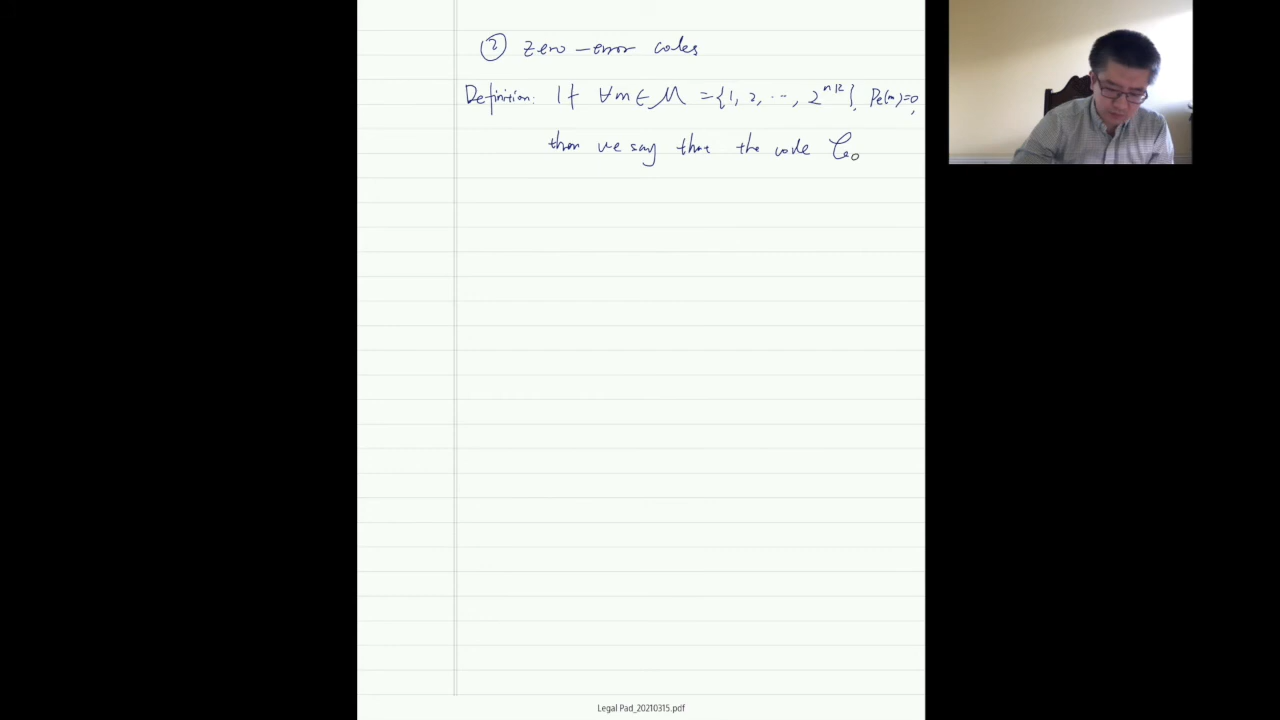 ② Zero-error codes
Definition: If ∀m∈M = {1, 2, ..., 2^{nR}}, Pe(m)=0,
then we say that the code C₀
Legal Pad_20210315.pdf